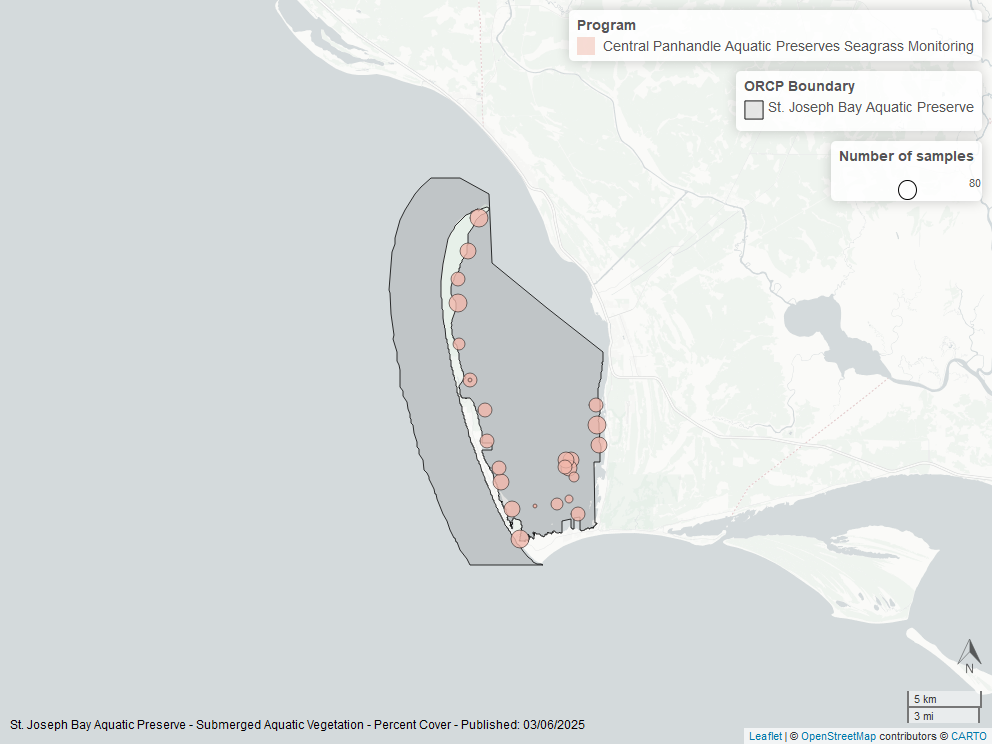 Program
Central Panhandle Aquatic Preserves Seagrass Monitoring
ORCP Boundary
St. Joseph Bay Aquatic Preserve
Number of samples
80
N
5 km
3 mi
St. Joseph Bay Aquatic Preserve - Submerged Aquatic Vegetation - Percent Cover - Published: 03/06/2025
Leaflet | © OpenStreetMap contributors © CARTO